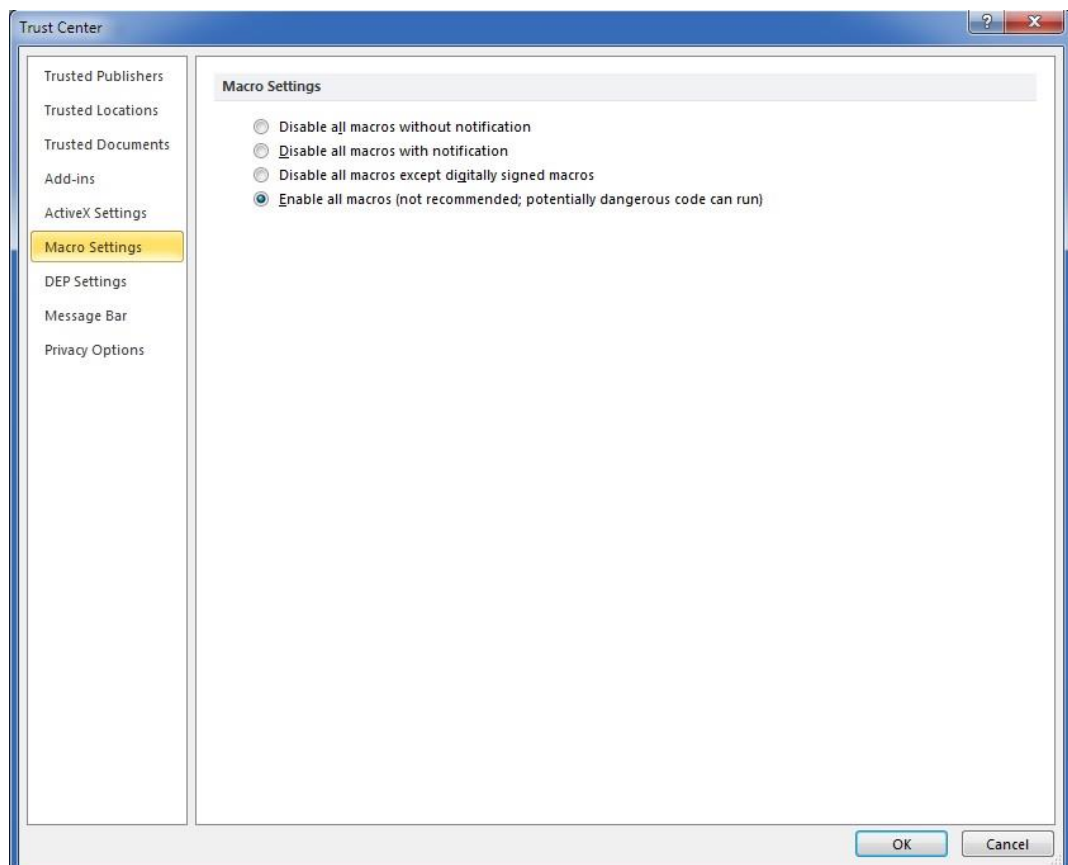 Trust Center
?
Trusted Publishers
Trusted Locations
Trusted Documents
Add-ins
ActiveX Settings
Macro Settings
DEP Settings
Message Bar
Privacy Options
Macro Settings
Disable all macros without notification
Disable all macros with notification
Disable all macros except digitally signed macros
Enable all macros (not recommended; potentially dangerous code can run)
OK
Cancel